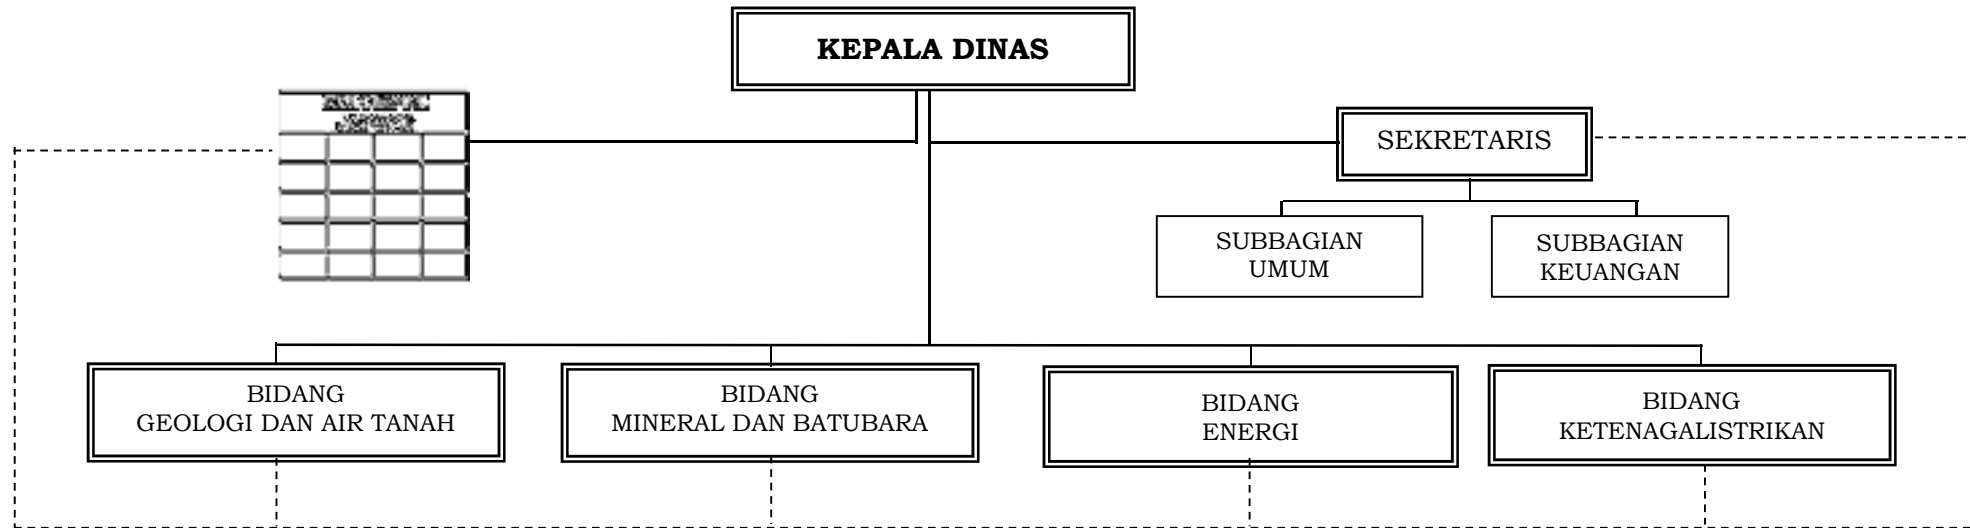 KEPALA DINAS
SEKRETARIS
SUBBAGIAN
UMUM
SUBBAGIAN
KEUANGAN
BIDANG
GEOLOGI DAN AIR TANAH
BIDANG
MINERAL DAN BATUBARA
BIDANG
ENERGI
BIDANG
KETENAGALISTRIKAN